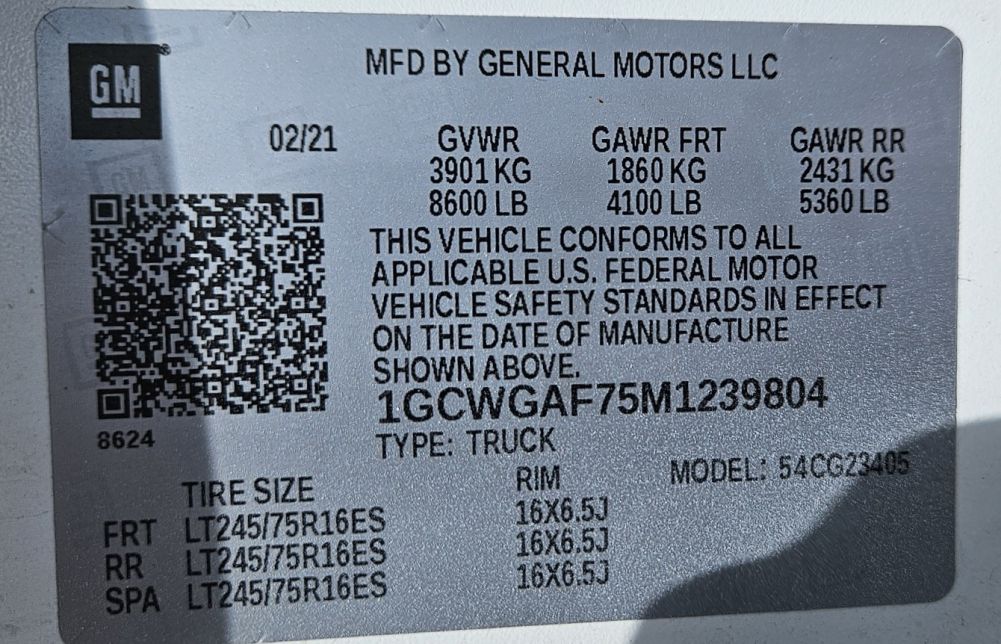 GM
MFD BY GENERAL MOTORS LLC
02/21 GVWR GAWR FRT GAWR RR
3901 KG 1860 KG 2431 KG
8600 LB 4100 LB 5360 LB
THIS VEHICLE CONFORMS TO ALL
APPLICABLE U.S. FEDERAL MOTOR
VEHICLE SAFETY STANDARDS IN EFFECT
ON THE DATE OF MANUFACTURE
SHOWN ABOVE.
1GCWGAF75M1239804
8624
TYPE: TRUCK
MODEL: 54CG23405
TIRE SIZE RIM
FRT LT245/75R16ES 16X6.5J
RR LT245/75R16ES 16X6.5J
SPA LT245/75R16ES 16X6.5J